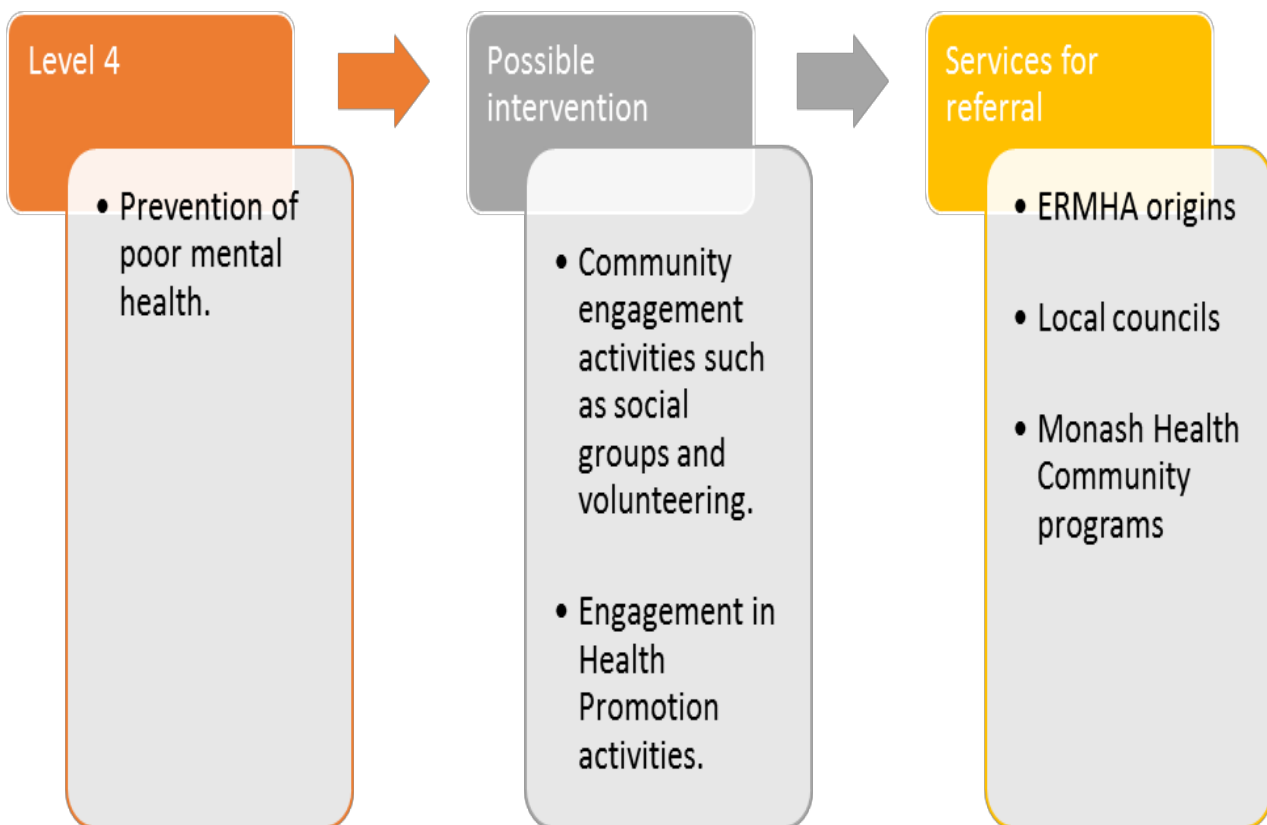 Level 4
• Prevention of
poor mental
health.
Possible
intervention
• Community
engagement
activities such
as social
groups and
volunteering.
• Engagement in
Health
Promotion
activities.
Services for
referral
• ERMHA origins
• Local councils
• Monash Health
Community
programs